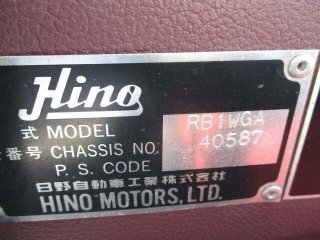 Hino
式 MODEL RB1WGA
番号 CHASSIS NO. 40587
P. S. CODE
日野自動車工業株式会社
HINO MOTORS, LTD.